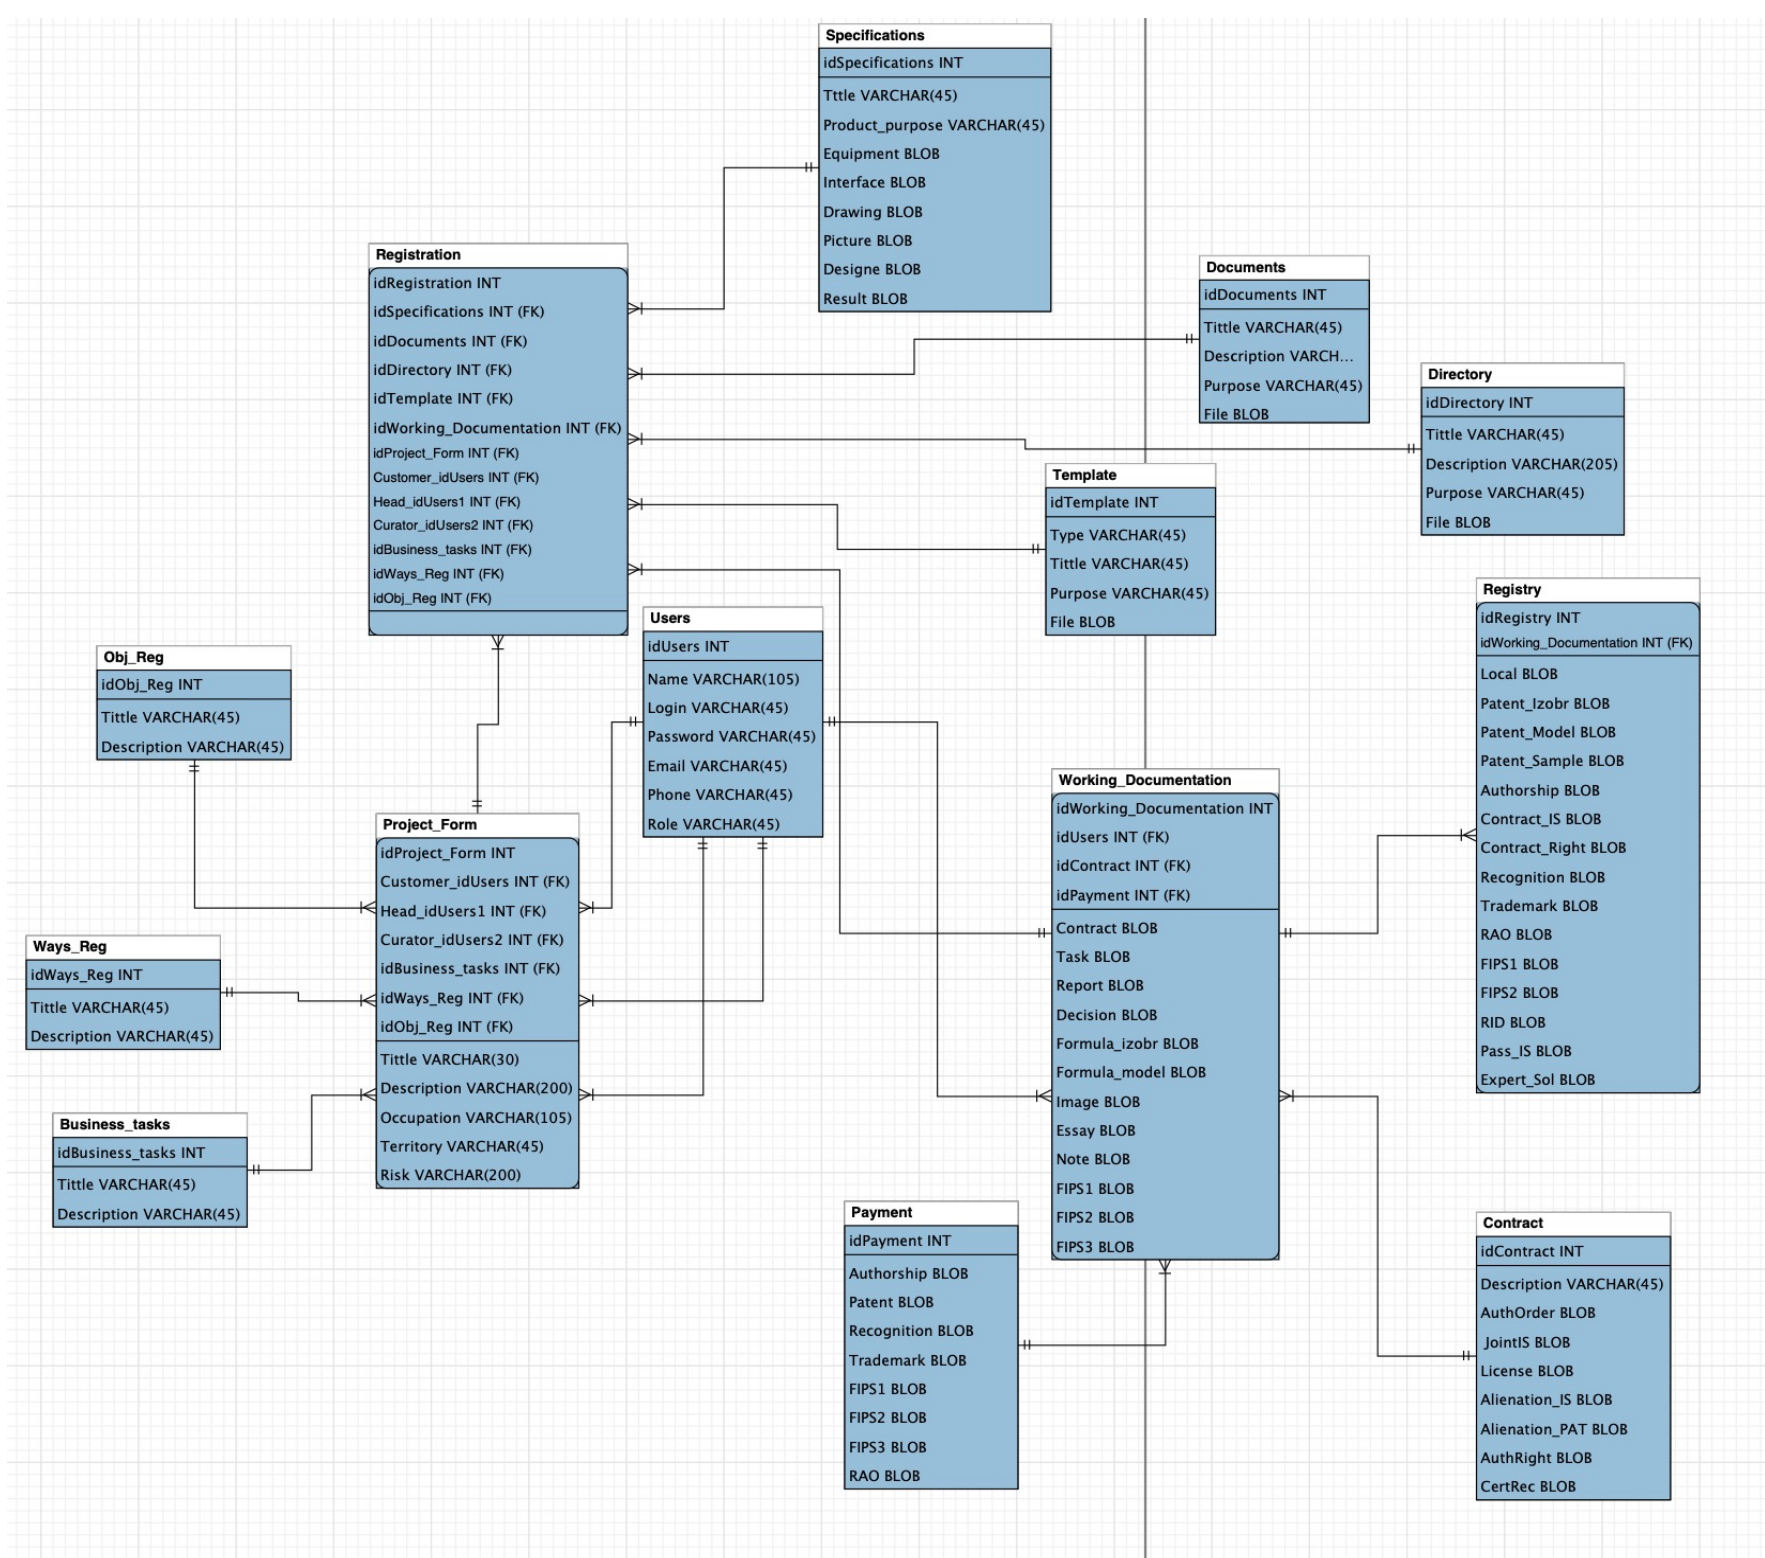 Specifications
idSpecifications INT
Tttle VARCHAR(45)
Product_purpose VARCHAR(45)
Equipment BLOB
Interface BLOB
Drawing BLOB
Picture BLOB
Designe BLOB
Result BLOB
Registration
idRegistration INT
idSpecifications INT (FK)
idDocuments INT (FK)
idDirectory INT (FK)
idTemplate INT (FK)
idWorking_Documentation INT (FK)
idProject_Form INT (FK)
Customer_idUsers INT (FK)
Head_idUsers1 INT (FK)
Curator_idUsers2 INT (FK)
idBusiness_tasks INT (FK)
idWays_Reg INT (FK)
idObj_Reg INT (FK)
Documents
idDocuments INT
Tittle VARCHAR(45)
Description VARCH...
Purpose VARCHAR(45)
File BLOB
Directory
idDirectory INT
Tittle VARCHAR(45)
Description VARCHAR(205)
Purpose VARCHAR(45)
File BLOB
Template
idTemplate INT
Type VARCHAR(45)
Tittle VARCHAR(45)
Purpose VARCHAR(45)
File BLOB
Registry
idRegistry INT
idWorking_Documentation INT (FK)
Local BLOB
Patent_Izobr BLOB
Patent_Model BLOB
Patent_Sample BLOB
Authorship BLOB
Contract_IS BLOB
Contract_Right BLOB
Recognition BLOB
Trademark BLOB
RAO BLOB
FIPS1 BLOB
FIPS2 BLOB
RID BLOB
Pass_IS BLOB
Expert_Sol BLOB
Users
idUsers INT
Name VARCHAR(105)
Login VARCHAR(45)
Password VARCHAR(45)
Email VARCHAR(45)
Phone VARCHAR(45)
Role VARCHAR(45)
Obj_Reg
idObj_Reg INT
Tittle VARCHAR(45)
Description VARCHAR(45)
Project_Form
idProject_Form INT
Customer_idUsers INT (FK)
Head_idUsers1 INT (FK)
Curator_idUsers2 INT (FK)
idBusiness_tasks INT (FK)
idWays_Reg INT (FK)
idObj_Reg INT (FK)
Tittle VARCHAR(30)
Description VARCHAR(200)
Occupation VARCHAR(105)
Territory VARCHAR(45)
Risk VARCHAR(200)
Working_Documentation
idWorking_Documentation INT
idUsers INT (FK)
idContract INT (FK)
idPayment INT (FK)
Contract BLOB
Task BLOB
Report BLOB
Decision BLOB
Formula_izobr BLOB
Formula_model BLOB
Image BLOB
Essay BLOB
Note BLOB
FIPS1 BLOB
FIPS2 BLOB
FIPS3 BLOB
Ways_Reg
idWays_Reg INT
Tittle VARCHAR(45)
Description VARCHAR(45)
Business_tasks
idBusiness_tasks INT
Tittle VARCHAR(45)
Description VARCHAR(45)
Payment
idPayment INT
Authorship BLOB
Patent BLOB
Recognition BLOB
Trademark BLOB
FIPS1 BLOB
FIPS2 BLOB
FIPS3 BLOB
RAO BLOB
Contract
idContract INT
Description VARCHAR(45)
AuthOrder BLOB
JointIS BLOB
License BLOB
Alienation_IS BLOB
Alienation_PAT BLOB
AuthRight BLOB
CertRec BLOB